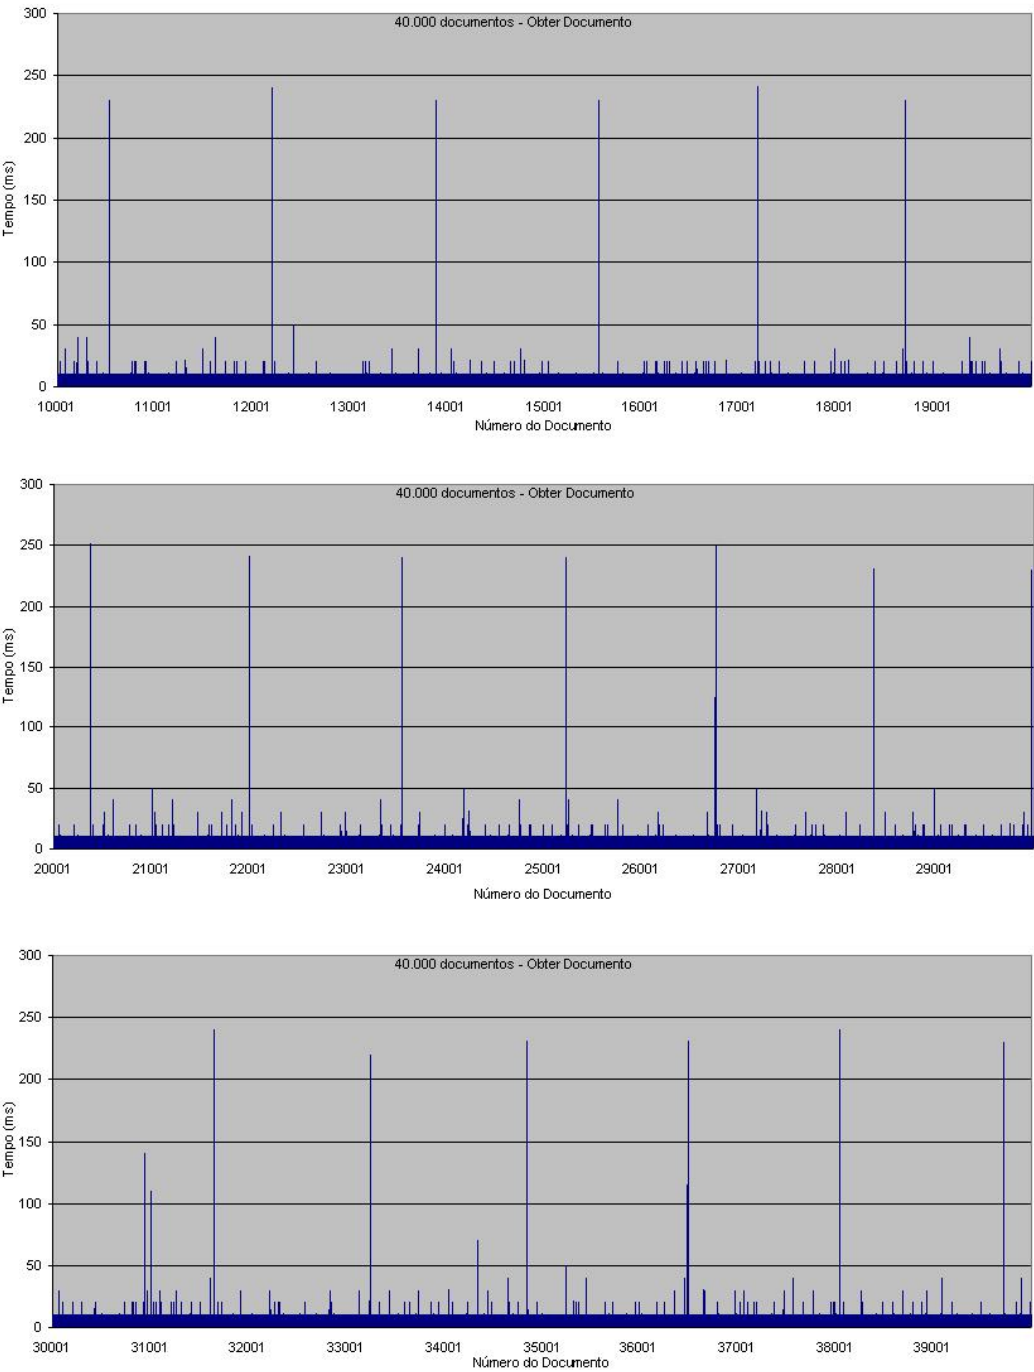 40.000 documentos - Obter Documento
300
250
200
150
100
50
0
Tempo (ms)
10001 11001 12001 13001 14001 15001 16001 17001 18001 19001
Número do Documento
40.000 documentos - Obter Documento
300
250
200
150
100
50
0
Tempo (ms)
20001 21001 22001 23001 24001 25001 26001 27001 28001 29001
Número do Documento
40.000 documentos - Obter Documento
300
250
200
150
100
50
0
Tempo (ms)
30001 31001 32001 33001 34001 35001 36001 37001 38001 39001
Número do Documento